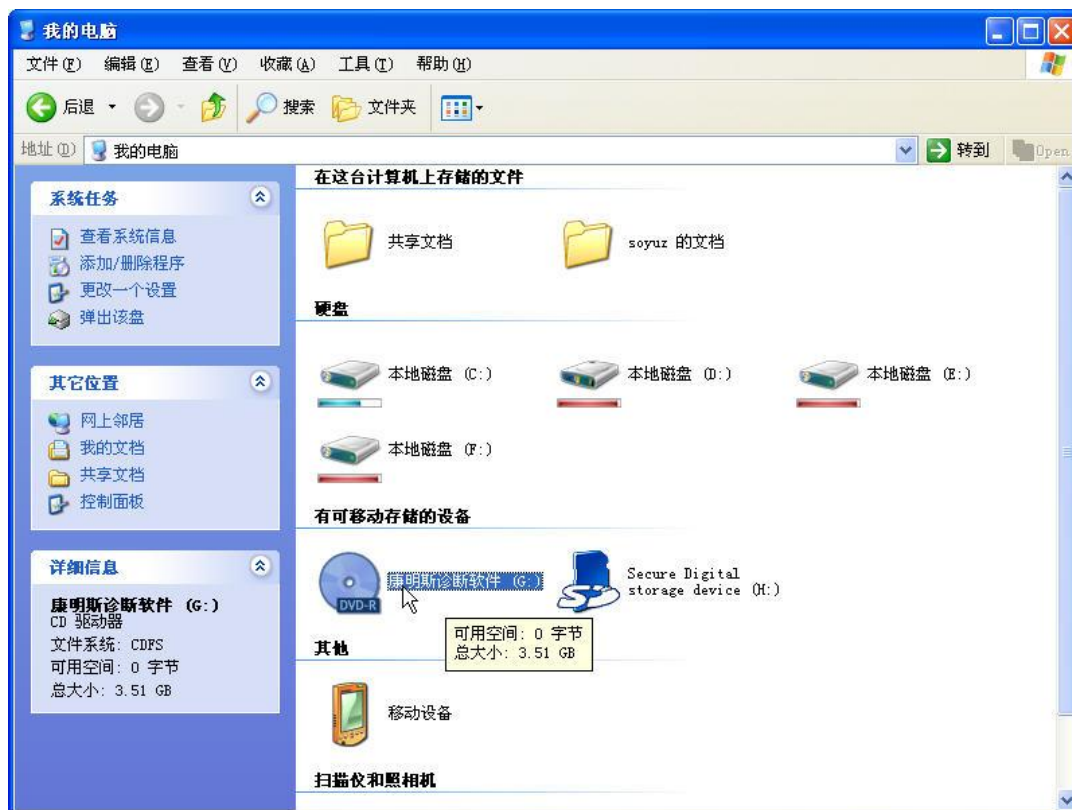 我的电脑
文件(F) 编辑(E) 查看(V) 收藏(A) 工具(T) 帮助(H)
后退 搜索 文件夹
地址(D) 我的电脑 转到 Open
系统任务
查看系统信息
添加/删除程序
更改一个设置
弹出该盘
其它位置
网上邻居
我的文档
共享文档
控制面板
详细信息
康明斯诊断软件 (G:)
CD 驱动器
文件系统: CDFS
可用空间: 0 字节
总大小: 3.51 GB
在这台计算机上存储的文件
共享文档 soyuz 的文档
硬盘
本地磁盘 (C:) 本地磁盘 (D:) 本地磁盘 (E:)
本地磁盘 (F:)
有可移动存储的设备
DVD-R
康明斯诊断软件 (G:)
Secure Digital
storage device (H:)
可用空间: 0 字节
总大小: 3.51 GB
其他
移动设备
扫描仪和照相机